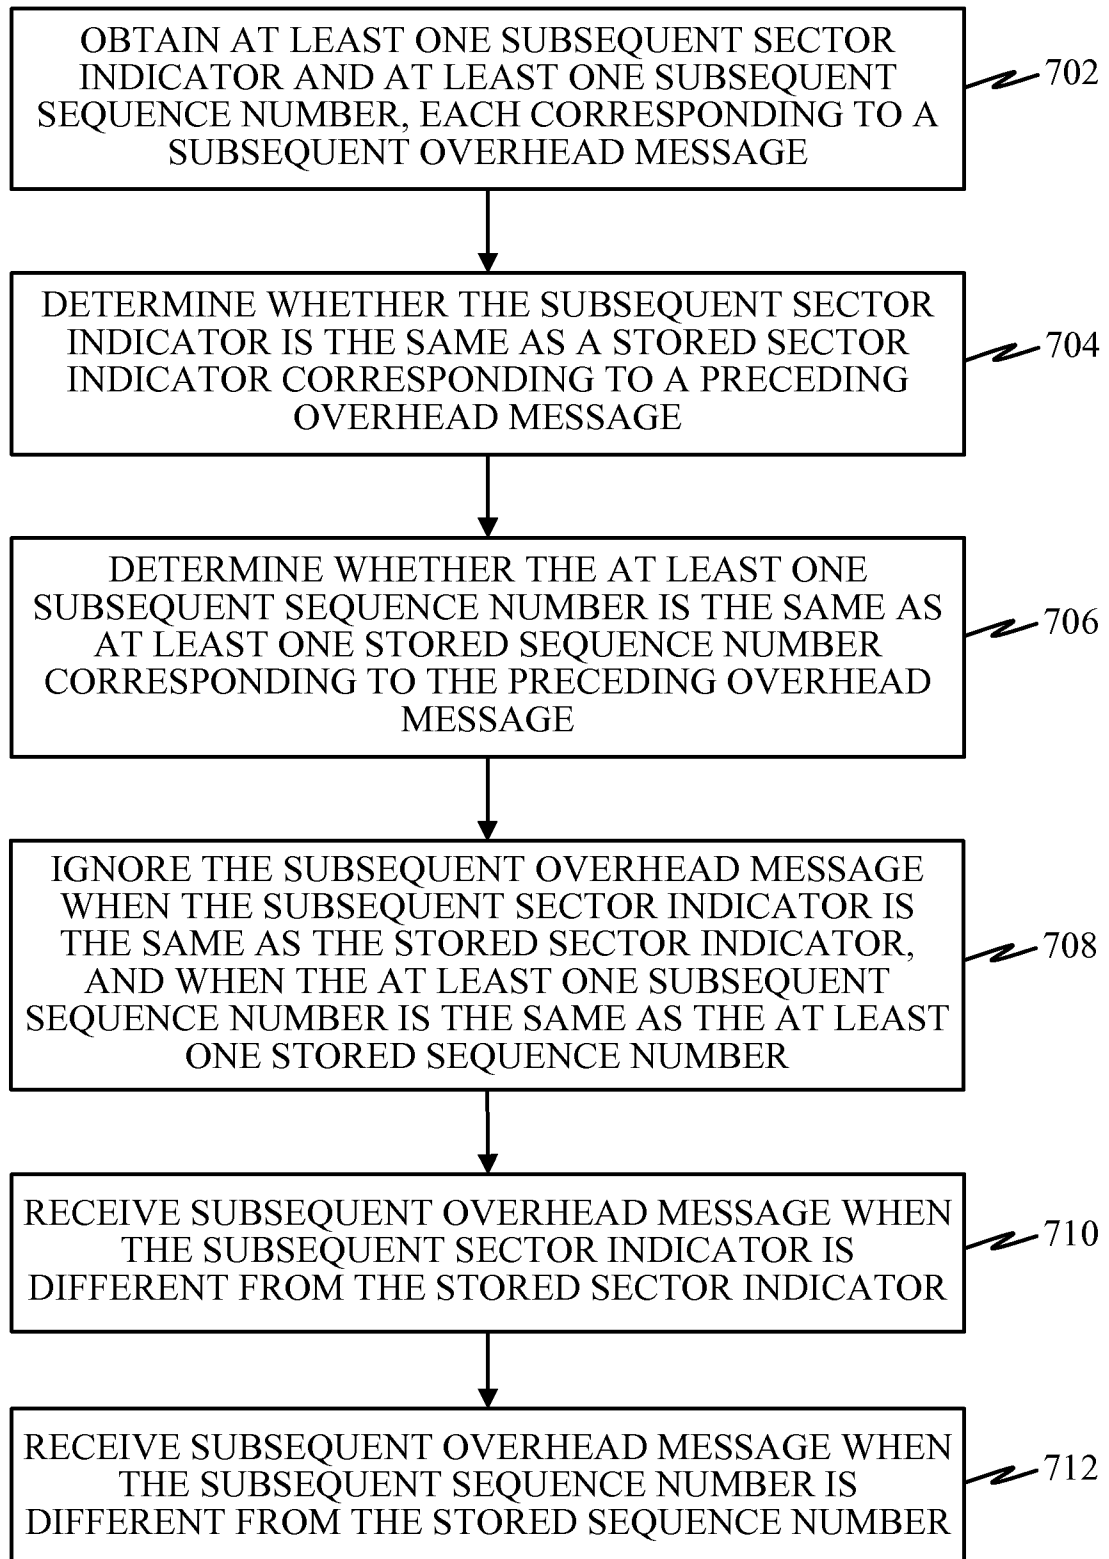 OBTAIN AT LEAST ONE SUBSEQUENT SECTOR
INDICATOR AND AT LEAST ONE SUBSEQUENT
SEQUENCE NUMBER, EACH CORRESPONDING TO A
SUBSEQUENT OVERHEAD MESSAGE
702
DETERMINE WHETHER THE SUBSEQUENT SECTOR
INDICATOR IS THE SAME AS A STORED SECTOR
INDICATOR CORRESPONDING TO A PRECEDING
OVERHEAD MESSAGE
704
DETERMINE WHETHER THE AT LEAST ONE
SUBSEQUENT SEQUENCE NUMBER IS THE SAME AS
AT LEAST ONE STORED SEQUENCE NUMBER
CORRESPONDING TO THE PRECEDING OVERHEAD
MESSAGE
706
IGNORE THE SUBSEQUENT OVERHEAD MESSAGE
WHEN THE SUBSEQUENT SECTOR INDICATOR IS
THE SAME AS THE STORED SECTOR INDICATOR,
AND WHEN THE AT LEAST ONE SUBSEQUENT
SEQUENCE NUMBER IS THE SAME AS THE AT LEAST
ONE STORED SEQUENCE NUMBER
708
RECEIVE SUBSEQUENT OVERHEAD MESSAGE WHEN
THE SUBSEQUENT SECTOR INDICATOR IS
DIFFERENT FROM THE STORED SECTOR INDICATOR
710
RECEIVE SUBSEQUENT OVERHEAD MESSAGE WHEN
THE SUBSEQUENT SEQUENCE NUMBER IS
DIFFERENT FROM THE STORED SEQUENCE NUMBER
712